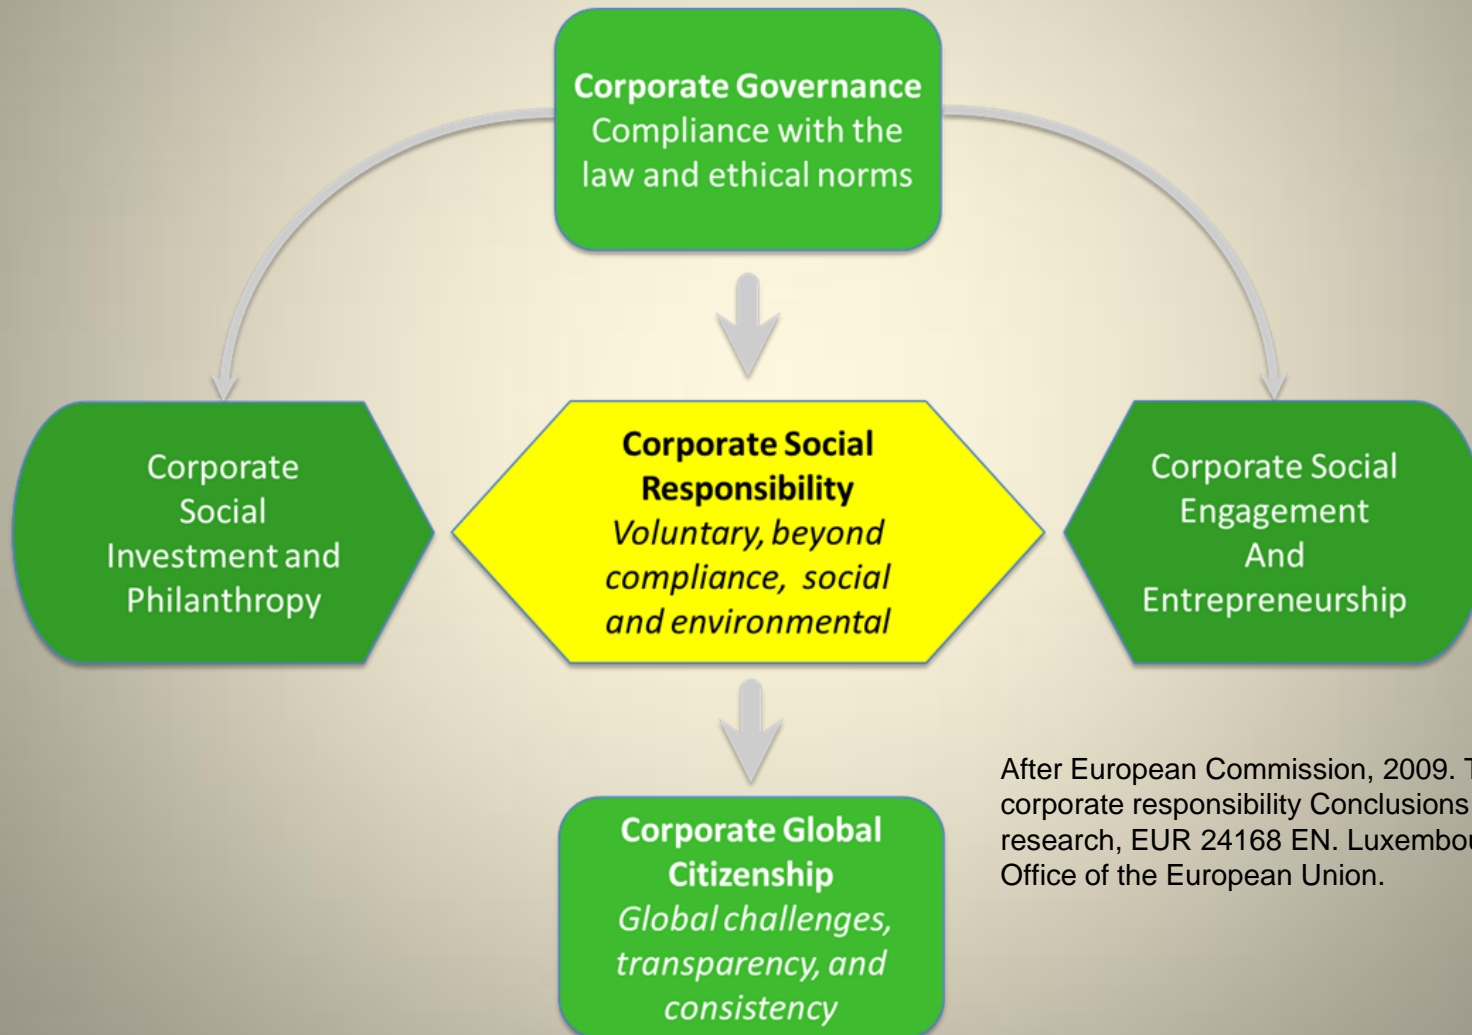 Corporate Governance
Compliance with the
law and ethical norms
Corporate
Social
Investment and
Philanthropy
Corporate Social
Responsibility
Voluntary, beyond
compliance, social
and environmental
Corporate Social
Engagement
And
Entrepreneurship
Corporate Global
Citizenship
Global challenges,
transparency, and
consistency
After European Commission, 2009.
corporate responsibility Conclusions
research, EUR 24168 EN.
Office of the European Union.